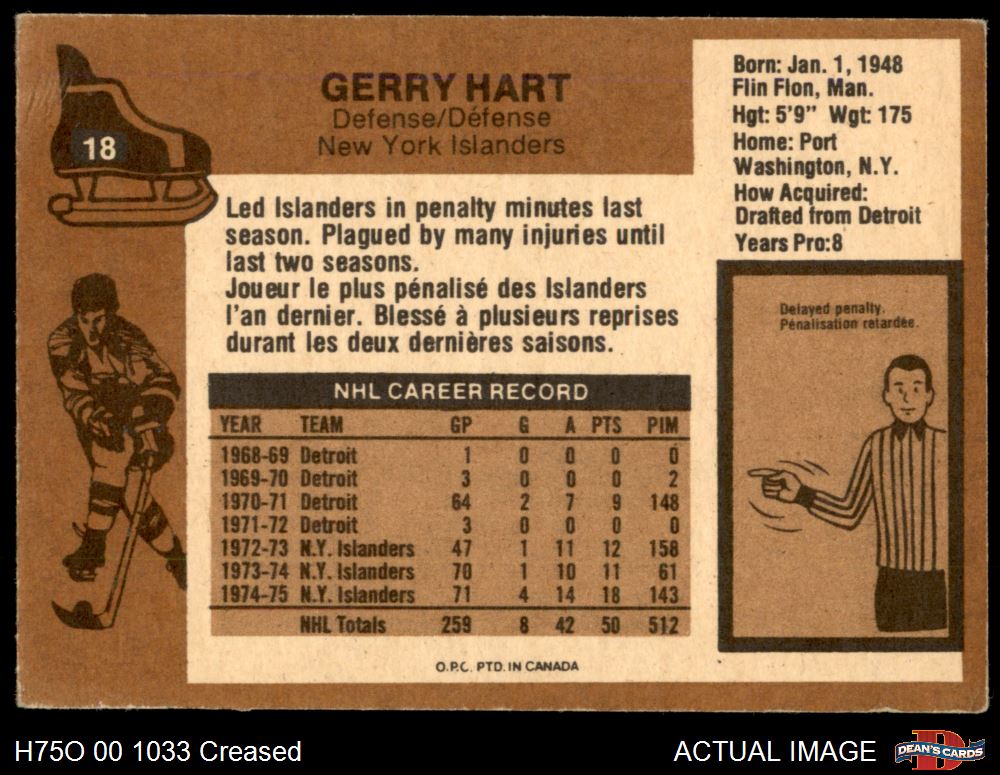 18
GERRY HART
Defense/Défense
New York Islanders
Born: Jan. 1, 1948
Flin Flon, Man.
Hgt: 5'9" Wgt: 175
Home: Port
Washington, N.Y.
How Acquired:
Drafted from Detroit
Years Pro:8
Led Islanders in penalty minutes last
season. Plagued by many injuries until
last two seasons.
Joueur le plus pénalisé des Islanders
l'an dernier. Blessé à plusieurs reprises
durant les deux dernières saisons.
Delayed penalty.
Pénalisation retardée.
NHL CAREER RECORD
YEAR TEAM GP G A PTS PIM
1968-69 Detroit 1 0 0 0 0
1969-70 Detroit 3 0 0 0 2
1970-71 Detroit 64 2 7 9 148
1971-72 Detroit 3 0 0 0 0
1972-73 N.Y. Islanders 47 1 11 12 158
1973-74 N.Y. Islanders 70 1 10 11 61
1974-75 N.Y. Islanders 71 4 14 18 143
NHL Totals 259 8 42 50 512
O.P.C. PTD. IN CANADA
H75O 00 1033 Creased
ACTUAL IMAGE
DEAN'S CARDS